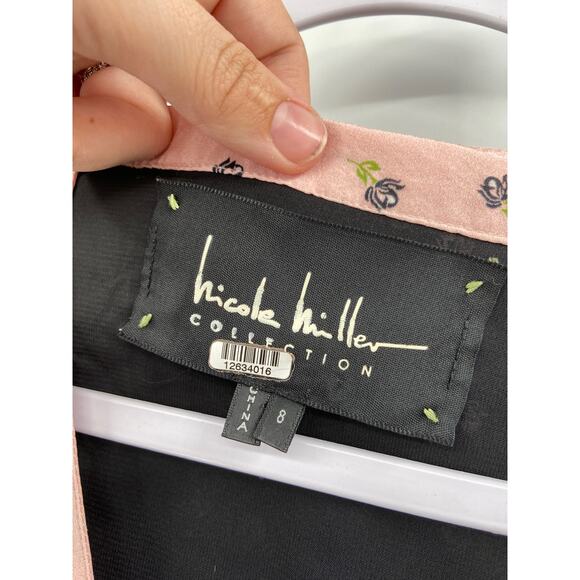 nicole miller
COLLECTION
12634016
CHINA
8